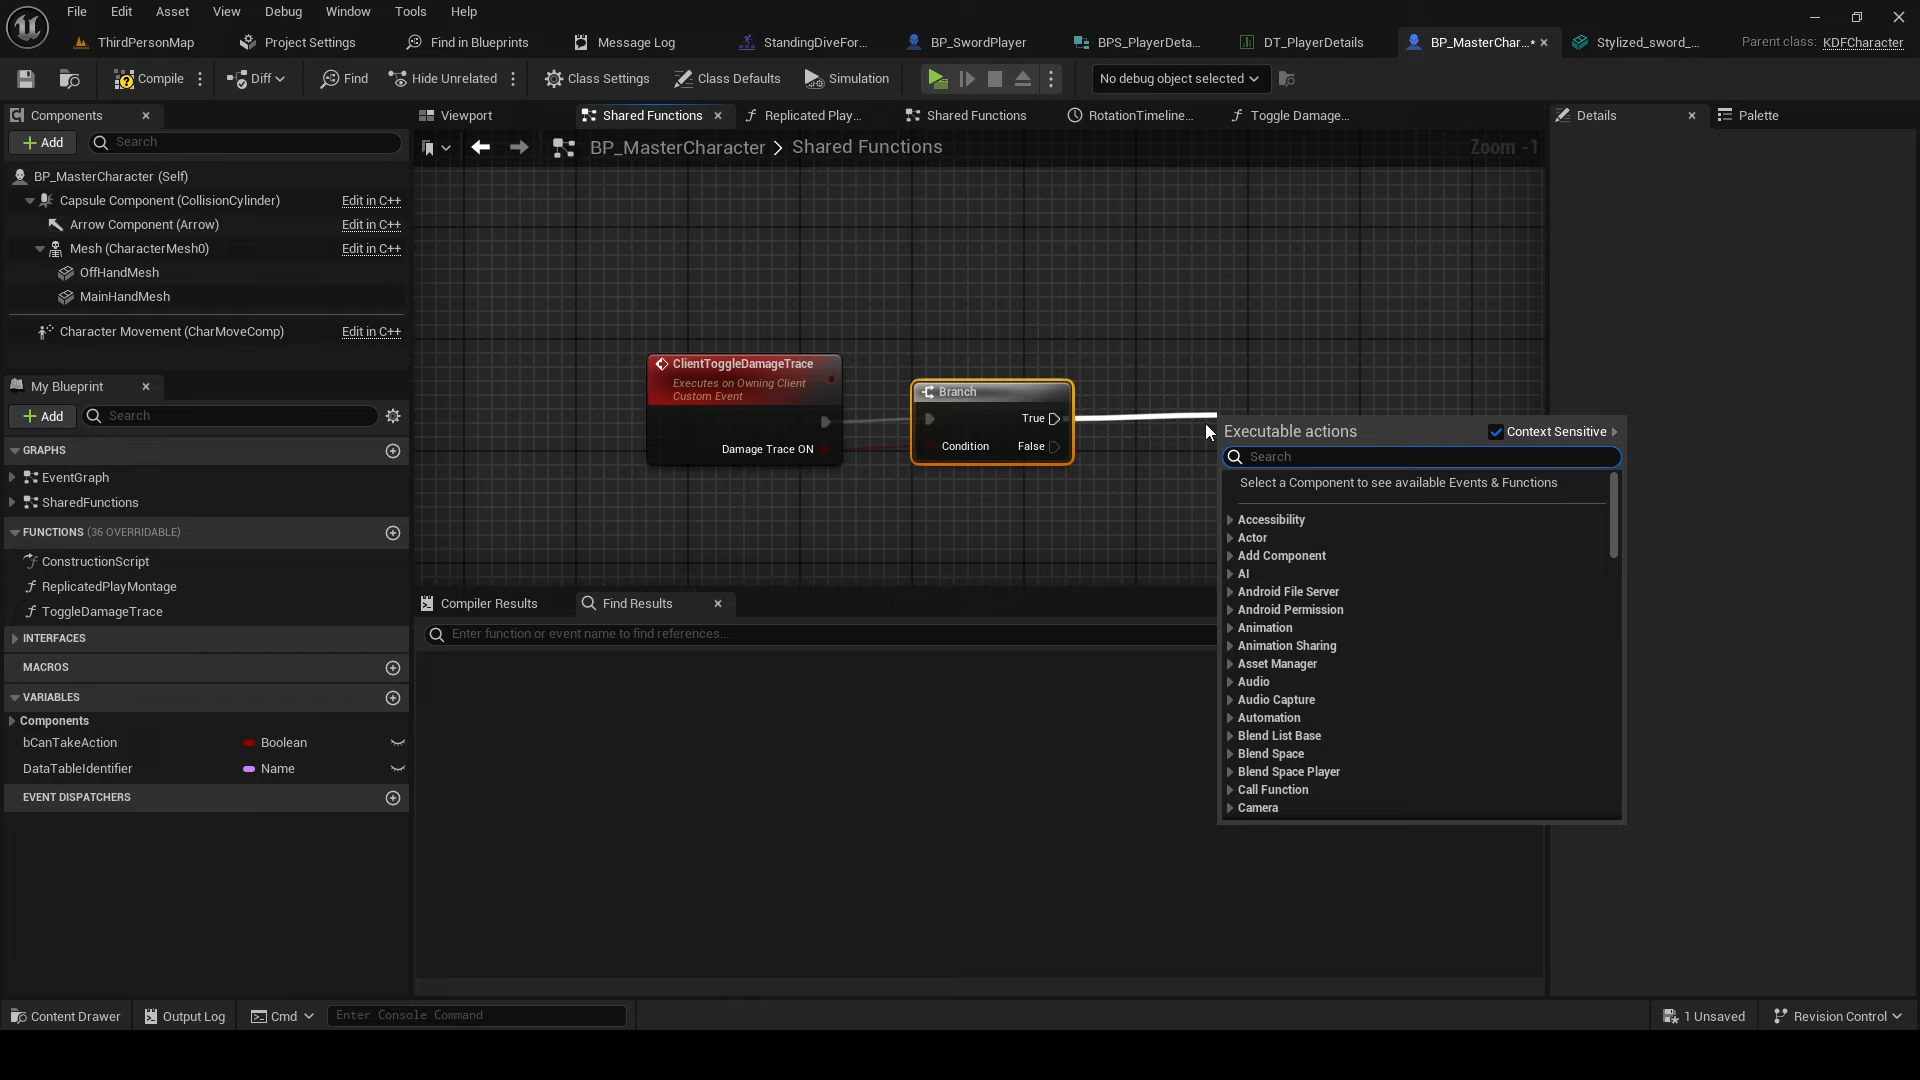 File Edit Asset View Debug Window Tools Help
ThirdPersonMap Project Settings Find in Blueprints Message Log StandingDiveFor... BP_SwordPlayer BPS_PlayerDeta... DT_PlayerDetails BP_MasterChar...* Stylized_sword_... Parent class: KDFCharacter
Compile Diff Find Hide Unrelated Class Settings Class Defaults Simulation No debug object selected
Components Viewport Shared Functions Replicated Play... Shared Functions RotationTimeline... Toggle Damage... Details Palette
Add Search
BP_MasterCharacter > Shared Functions Zoom -1
BP_MasterCharacter (Self)
Capsule Component (CollisionCylinder) Edit in C++
Arrow Component (Arrow) Edit in C++
Mesh (CharacterMesh0) Edit in C++
OffHandMesh
MainHandMesh
Character Movement (CharMoveComp) Edit in C++
My Blueprint
Add Search
GRAPHS
EventGraph
SharedFunctions
FUNCTIONS (36 OVERRIDABLE)
ConstructionScript
ReplicatedPlayMontage
ToggleDamageTrace
INTERFACES
MACROS
VARIABLES
Components
bCanTakeAction Boolean
DataTableIdentifier Name
EVENT DISPATCHERS
ClientToggleDamageTrace
Executes on Owning Client
Custom Event
Damage Trace ON
Branch
True
Condition False
Executable actions Context Sensitive
Search
Select a Component to see available Events & Functions
Accessibility
Actor
Add Component
AI
Android File Server
Android Permission
Animation
Animation Sharing
Asset Manager
Audio
Audio Capture
Automation
Blend List Base
Blend Space
Blend Space Player
Call Function
Camera
Compiler Results Find Results
Enter function or event name to find references...
Content Drawer Output Log Cmd Enter Console Command 1 Unsaved Revision Control